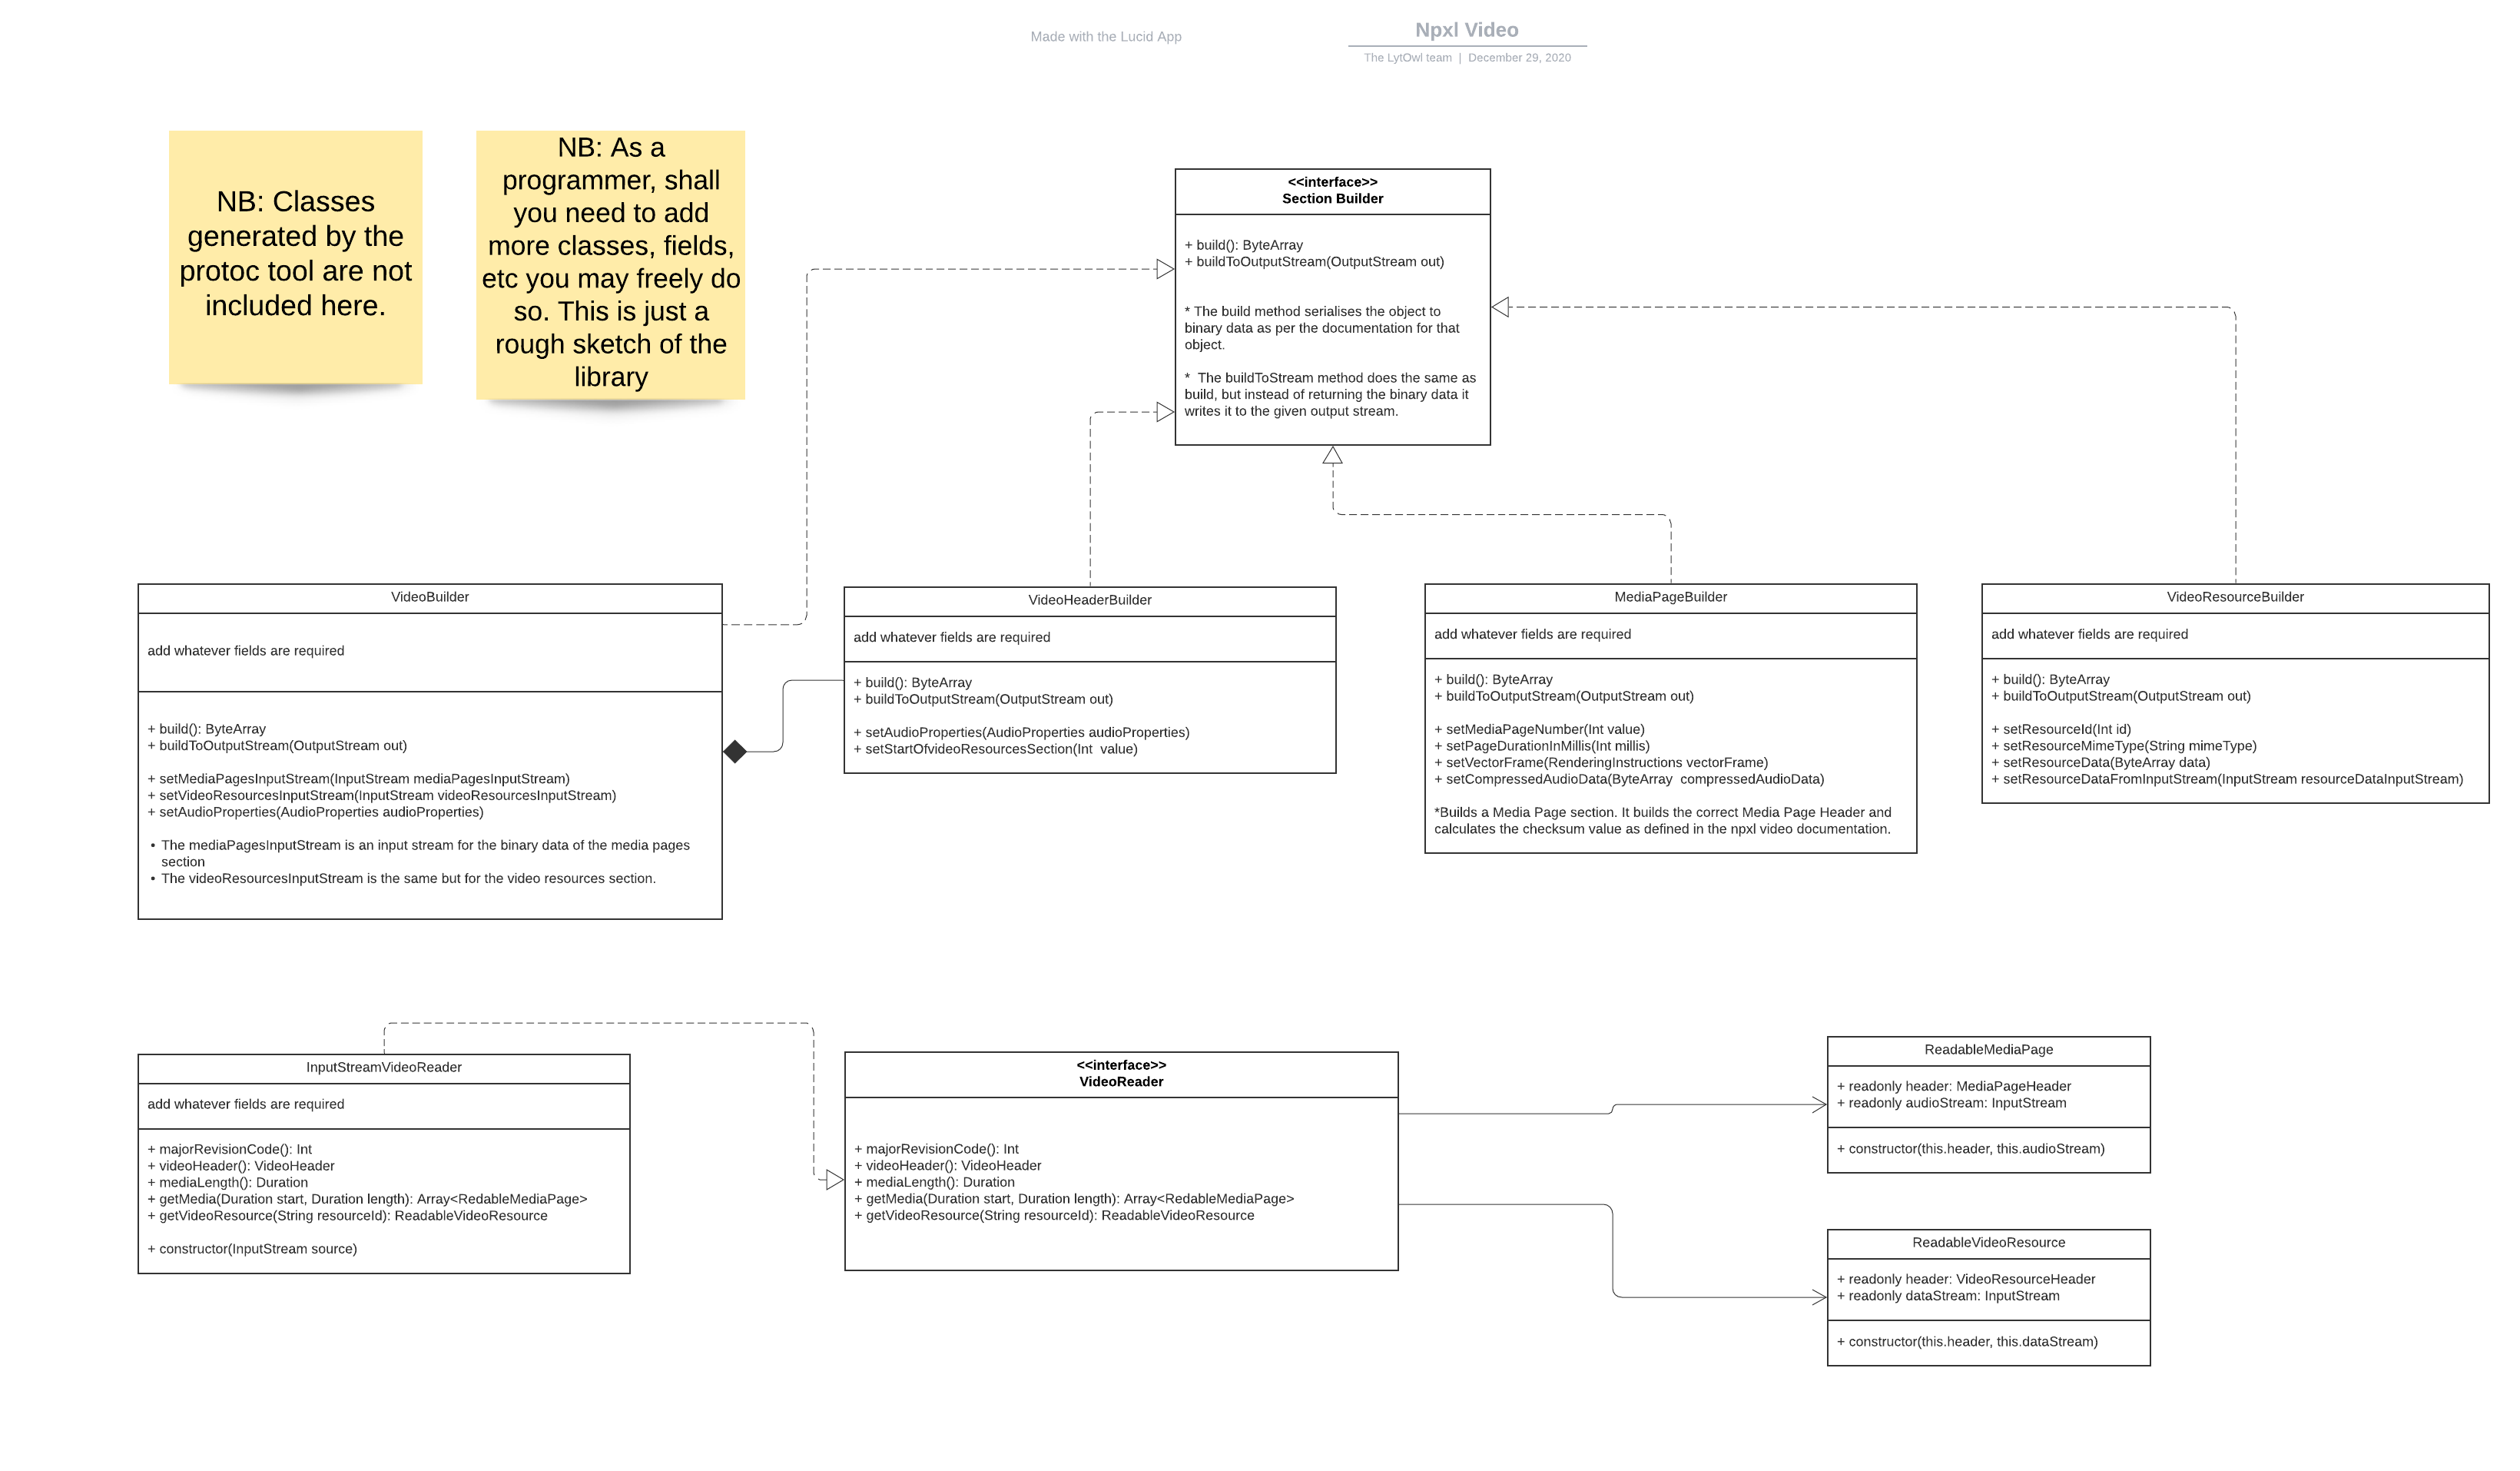 Made with the Lucid App
Npxl Video
The LytOwl team | December 29, 2020
NB: Classes
generated by the
protoc tool are not
included here.
NB: As a
programmer, shall
you need to add
more classes, fields,
etc you may freely do
so. This is just a
rough sketch of the
library
<<interface>>
Section Builder
+ build(): ByteArray
+ buildToOutputStream(OutputStream out)
* The build method serialises the object to
binary data as per the documentation for that
object.
* The buildToStream method does the same as
build, but instead of returning the binary data it
writes it to the given output stream.
VideoBuilder
add whatever fields are required
+ build(): ByteArray
+ buildToOutputStream(OutputStream out)
+ setMediaPagesInputStream(InputStream mediaPagesInputStream)
+ setVideoResourcesInputStream(InputStream videoResourcesInputStream)
+ setAudioProperties(AudioProperties audioProperties)
• The mediaPagesInputStream is an input stream for the binary data of the media pages
section
• The videoResourcesInputStream is the same but for the video resources section.
VideoHeaderBuilder
add whatever fields are required
+ build(): ByteArray
+ buildToOutputStream(OutputStream out)
+ setAudioProperties(AudioProperties audioProperties)
+ setStartOfvideoResourcesSection(Int value)
MediaPageBuilder
add whatever fields are required
+ build(): ByteArray
+ buildToOutputStream(OutputStream out)
+ setMediaPageNumber(Int value)
+ setPageDurationInMillis(Int millis)
+ setVectorFrame(RenderingInstructions vectorFrame)
+ setCompressedAudioData(ByteArray compressedAudioData)
*Builds a Media Page section. It builds the correct Media Page Header and
calculates the checksum value as defined in the npxl video documentation.
VideoResourceBuilder
add whatever fields are required
+ build(): ByteArray
+ buildToOutputStream(OutputStream out)
+ setResourceId(Int id)
+ setResourceMimeType(String mimeType)
+ setResourceData(ByteArray data)
+ setResourceDataFromInputStream(InputStream resourceDataInputStream)
InputStreamVideoReader
add whatever fields are required
+ majorRevisionCode(): Int
+ videoHeader(): VideoHeader
+ mediaLength(): Duration
+ getMedia(Duration start, Duration length): Array<RedableMediaPage>
+ getVideoResource(String resourceId): ReadableVideoResource
+ constructor(InputStream source)
<<interface>>
VideoReader
+ majorRevisionCode(): Int
+ videoHeader(): VideoHeader
+ mediaLength(): Duration
+ getMedia(Duration start, Duration length): Array<RedableMediaPage>
+ getVideoResource(String resourceId): ReadableVideoResource
ReadableMediaPage
+ readonly header: MediaPageHeader
+ readonly audioStream: InputStream
+ constructor(this.header, this.audioStream)
ReadableVideoResource
+ readonly header: VideoResourceHeader
+ readonly dataStream: InputStream
+ constructor(this.header, this.dataStream)